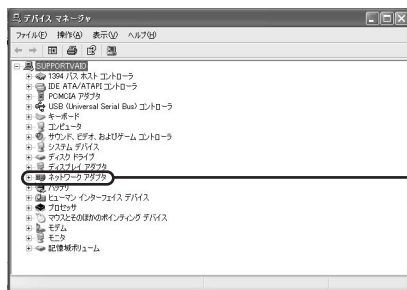 デバイス マネージャ
ファイル(F) 操作(A) 表示(V) ヘルプ(H)
SUPPORTVAIO
1394 バス ホスト コントローラ
IDE ATA/ATAPI コントローラ
PCMCIA アダプタ
USB (Universal Serial Bus) コントローラ
キーボード
コンピュータ
サウンド、ビデオ、およびゲーム コントローラ
システム デバイス
ディスク ドライブ
ディスプレイ アダプタ
ネットワーク アダプタ
バッテリ
ヒューマン インターフェイス デバイス
プロセッサ
マウスとそのほかのポインティング デバイス
モデム
モニタ
記憶域ボリューム